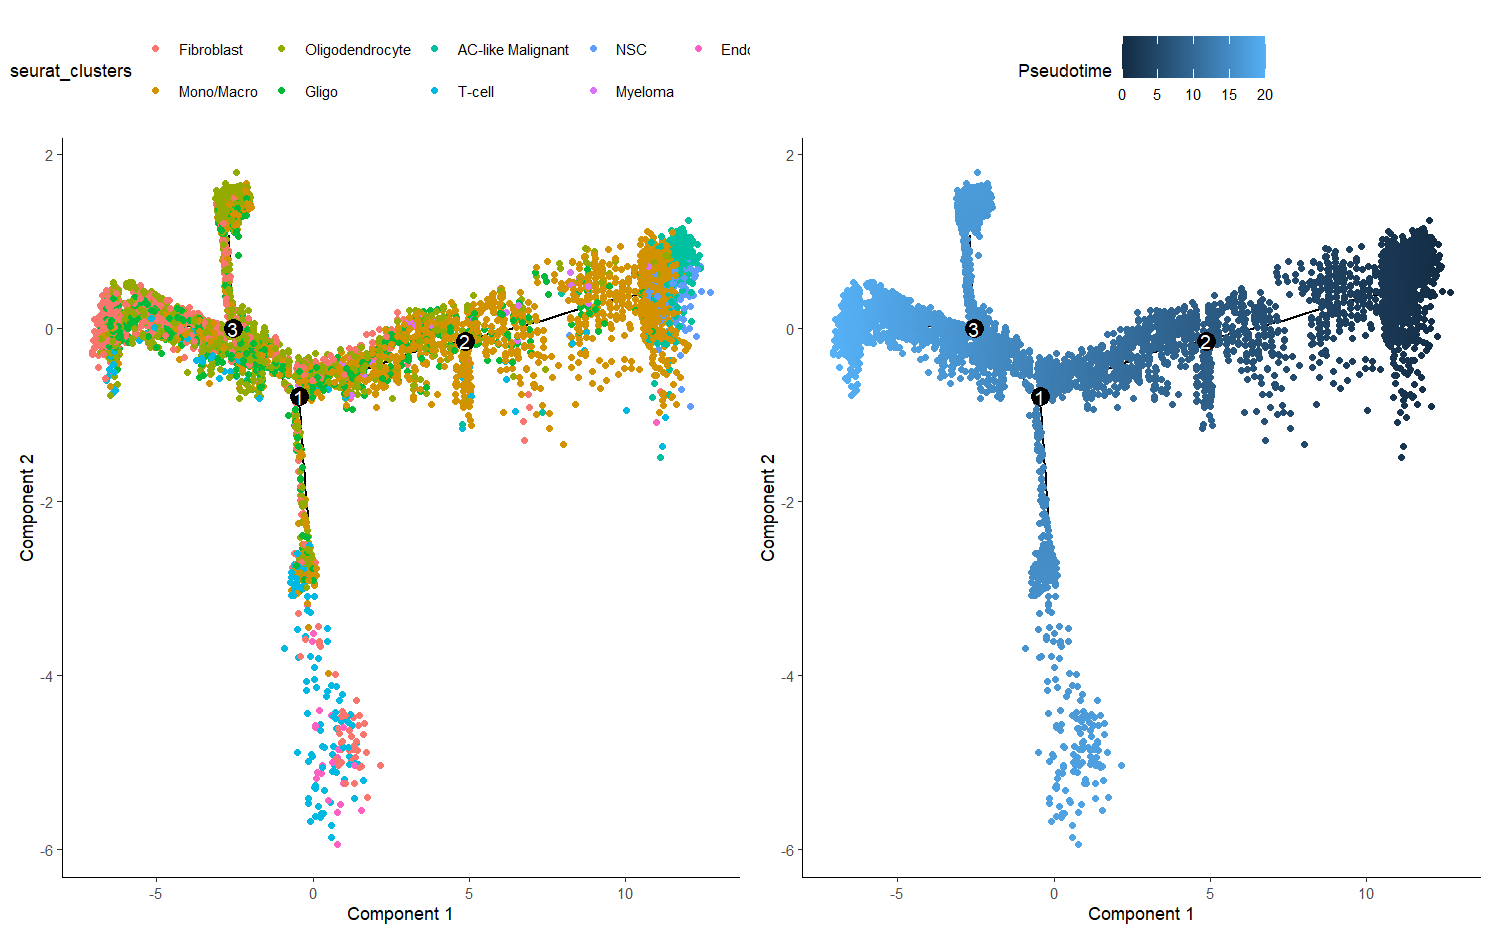 Fibroblast Oligodendrocyte AC-like Malignant NSC Endo
seurat_clusters
Mono/Macro Gligo T-cell Myeloma
Pseudotime
0 5 10 15 20
2
0
-2
-4
-6
Component 2
1
2
3
-5 0 5 10
Component 1
2
0
-2
-4
-6
Component 2
1
2
3
-5 0 5 10
Component 1